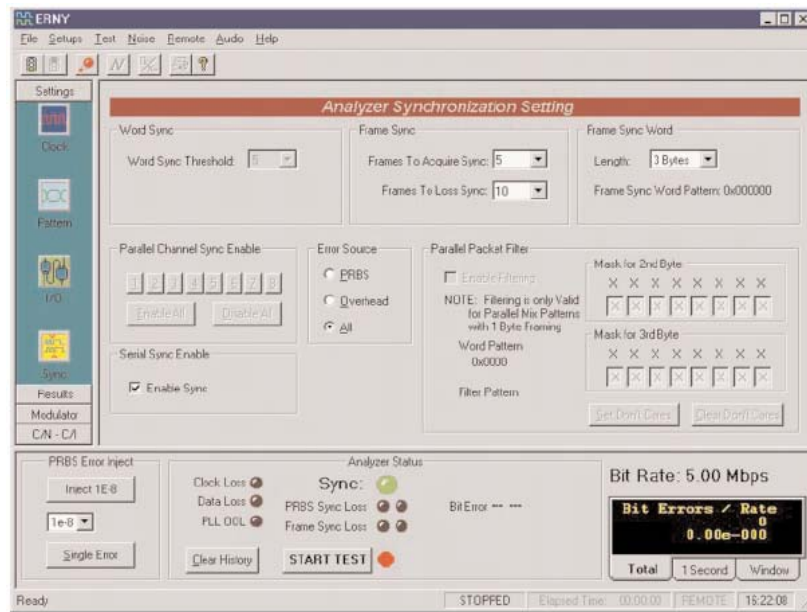 ERNY
File Setups Test Noise Remote Audo Help
Settings
Clock
Pattern
I/O
Sync
Results
Modulator
C/N - C/I
Analyzer Synchronization Setting
Word Sync
Word Sync Threshold: 5
Frame Sync
Frames To Acquire Sync: 5
Frames To Loss Sync: 10
Frame Sync Word
Length: 3 Bytes
Frame Sync Word Pattern: 0x000000
Parallel Channel Sync Enable
1 2 3 4 5 6 7 8
Enable All Disable All
Serial Sync Enable
Enable Sync
Error Source
PRBS
Overhead
All
Parallel Packet Filter
Enable Filtering
NOTE: Filtering is only Valid
for Parallel Nix Patterns
with 1 Byte Framing
Word Pattern
0x0000
Filter Pattern
Mask for 2nd Byte
X X X X X X X X
X X X X X X X X
Mask for 3rd Byte
X X X X X X X X
X X X X X X X X
Set Don't Cares Clear Don't Cares
PRBS Error Inject
Inject 1E-8
1e-8
Single Error
Analyzer Status
Clock Loss
Data Loss
PLL OOL
Clear History
Sync:
PRBS Sync Loss
Frame Sync Loss
START TEST
Bit Error -- ---
Bit Rate: 5.00 Mbps
Bit Errors / Rate
0
0.00e-000
Total 1 Second Window
Ready
STOPPED Elapsed Time: 00:00:00 REMOTE 16:22:08